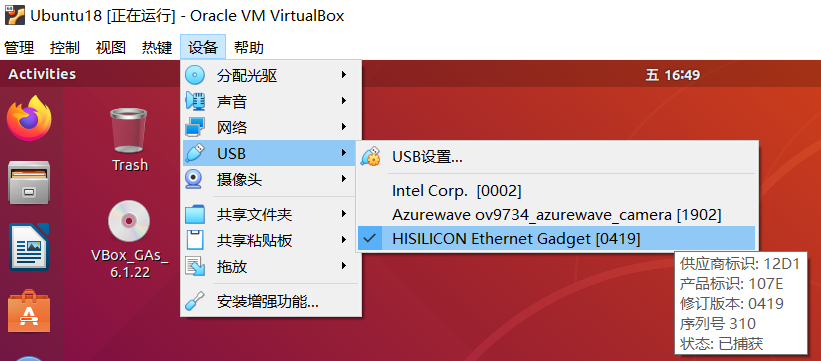 Ubuntu18 [正在运行] - Oracle VM VirtualBox
管理 控制 视图 热键 设备 帮助
Activities
五 16:49
分配光驱
声音
网络
USB
摄像头
共享文件夹
共享粘贴板
拖放
安装增强功能...
USB设置...
Intel Corp. [0002]
Azurewave ov9734_azurewave_camera [1902]
HISILICON Ethernet Gadget [0419]
供应商标识: 12D1
产品标识: 107E
修订版本: 0419
序列号 310
状态: 已捕获
Trash
VBox_GAs_
6.1.22